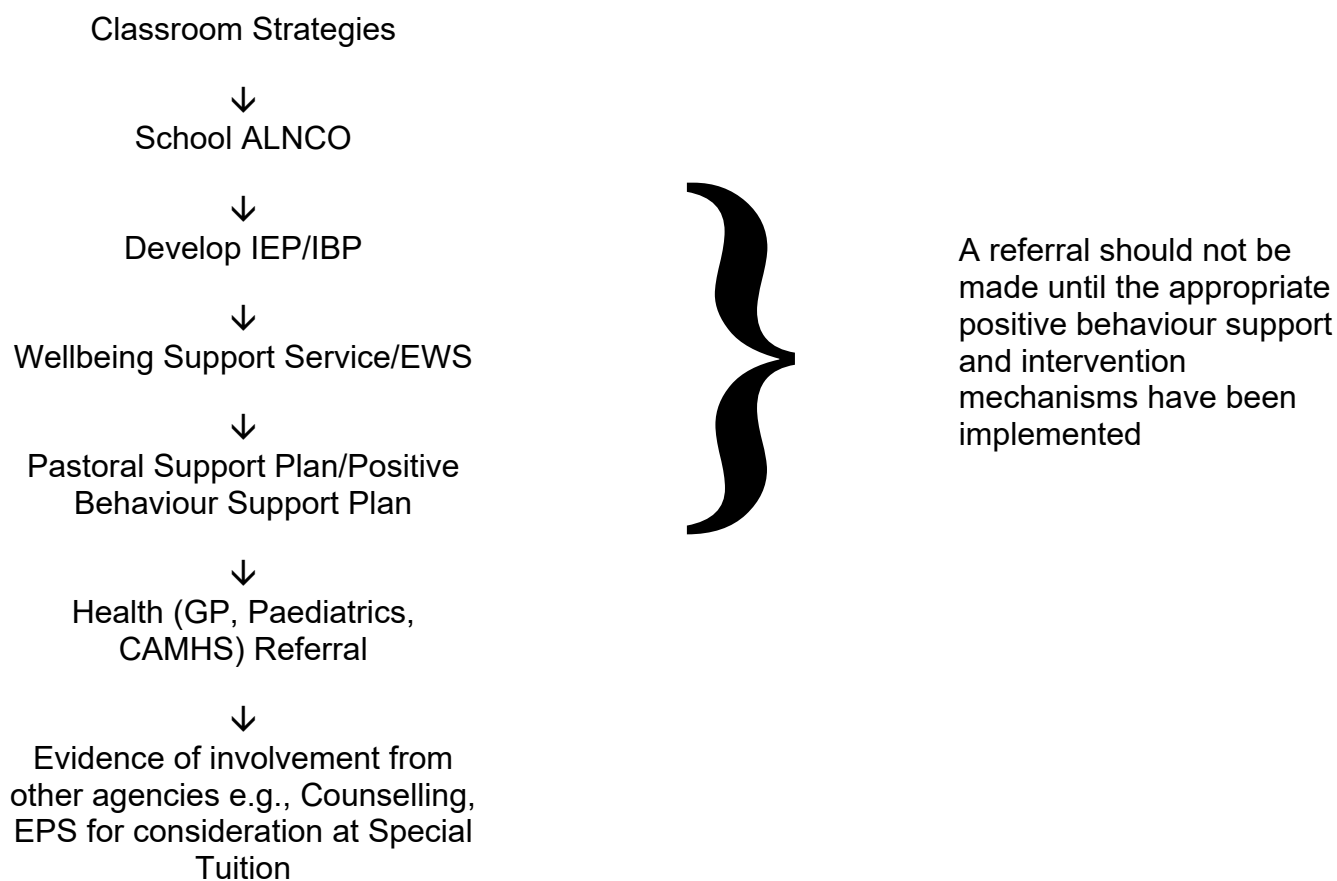 Classroom Strategies
↓
School ALNCO
↓
Develop IEP/IBP
↓
Wellbeing Support Service/EWS
↓
Pastoral Support Plan/Positive
Behaviour Support Plan
↓
Health (GP, Paediatrics,
CAMHS) Referral
↓
Evidence of involvement from
other agencies e.g., Counselling,
EPS for consideration at Special
Tuition
}
A referral should not be
made until the appropriate
positive behaviour support
and intervention
mechanisms have been
implemented